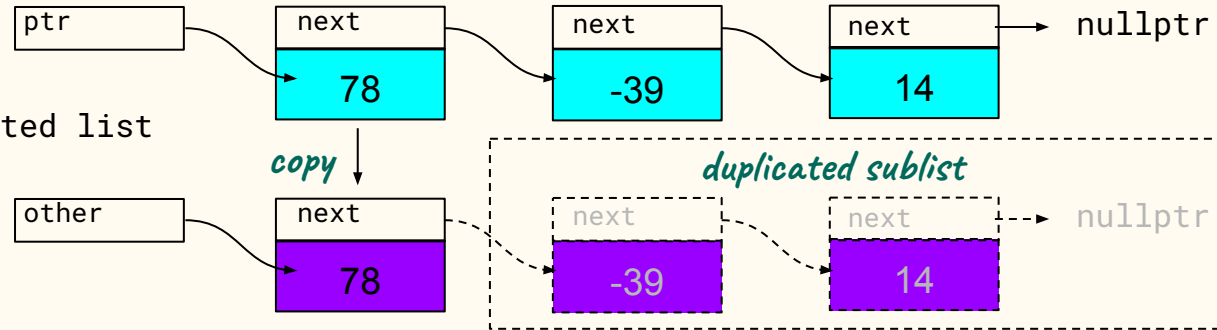 ptr next next next nullptr
78 -39 14
ted list
copy duplicated sublist
other next next next nullptr
78 -39 14